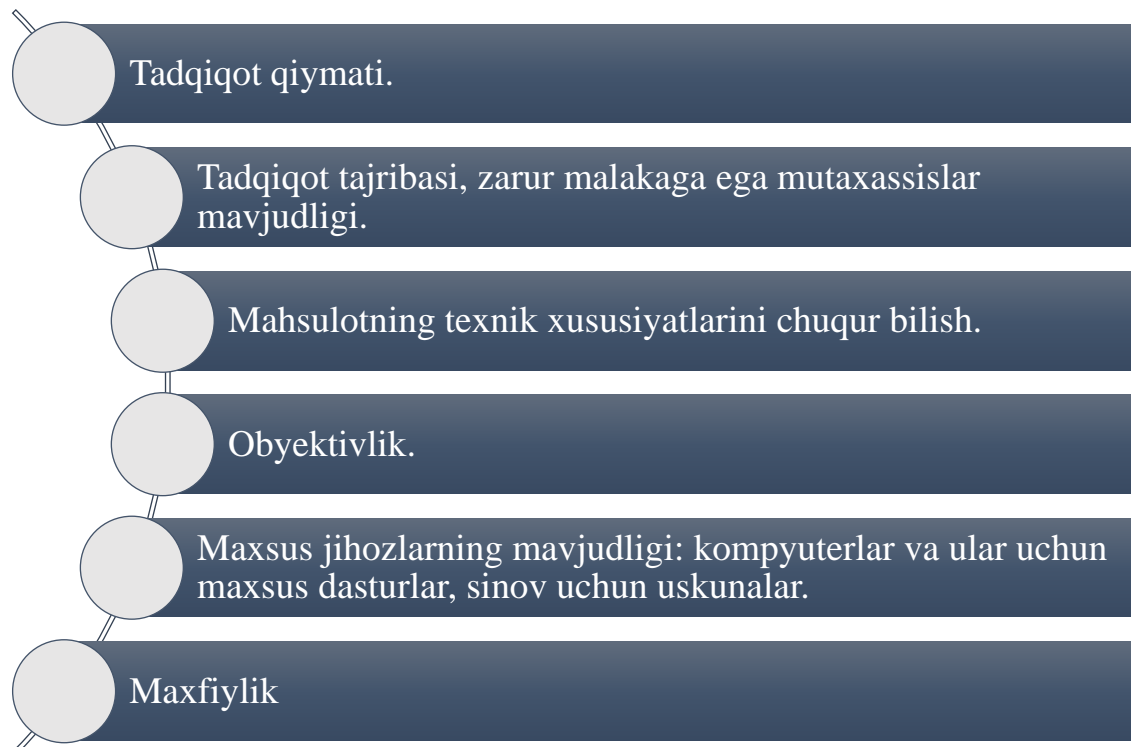 Tadqiqot qiymati.
Tadqiqot tajribasi, zarur malakaga ega mutaxassislar
mavjudligi.
Mahsulotning texnik xususiyatlarini chuqur bilish.
Obyektivlik.
Maxsus jihozlarning mavjudligi: kompyuterlar va ular uchun
maxsus dasturlar, sinov uchun uskunalar.
Maxfiylik